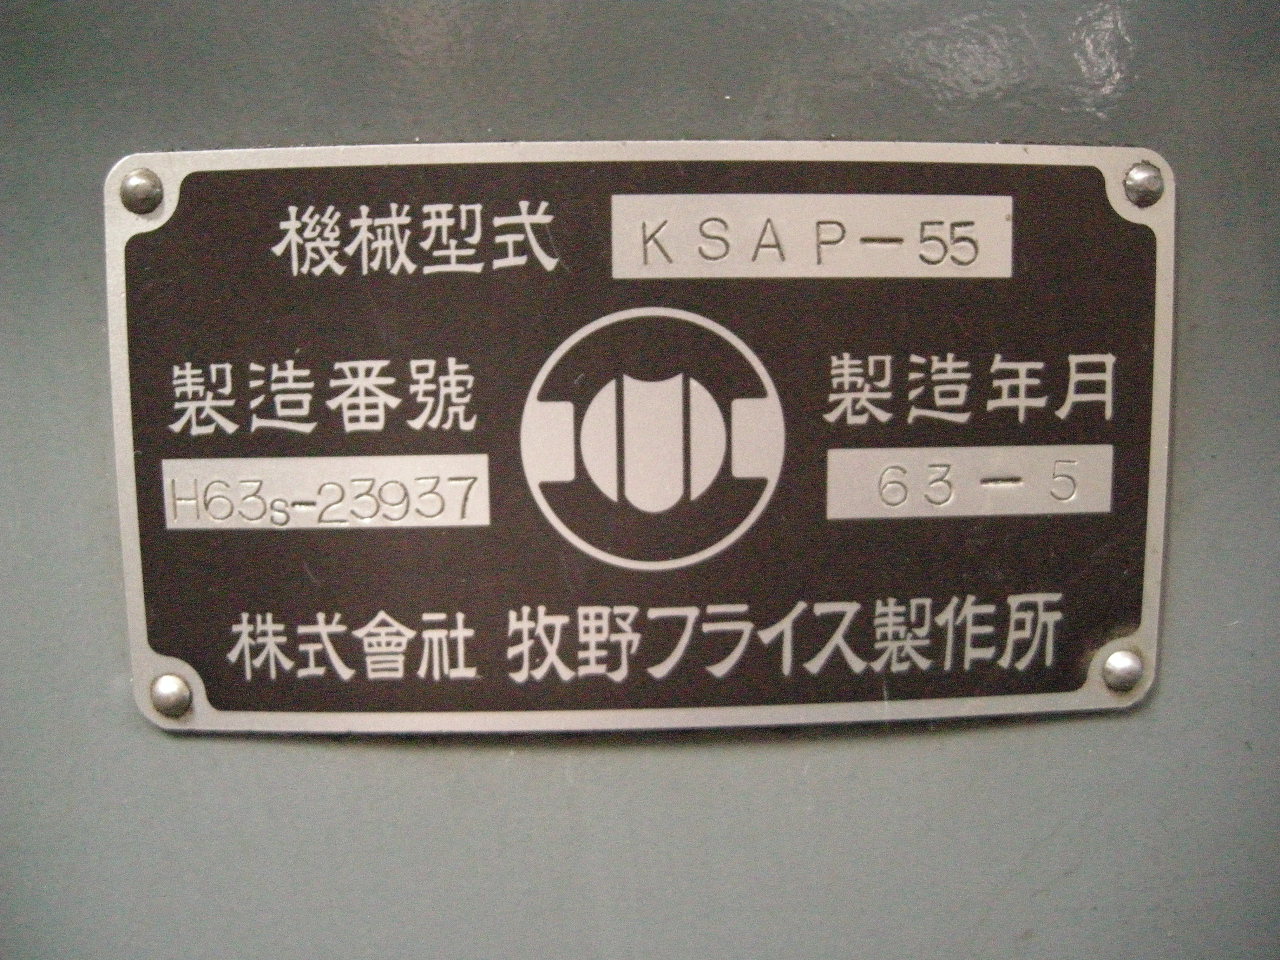 機械型式 KSAP-55
製造番號
H63s-23937
製造年月
63-5
株式會社 牧野フライス製作所